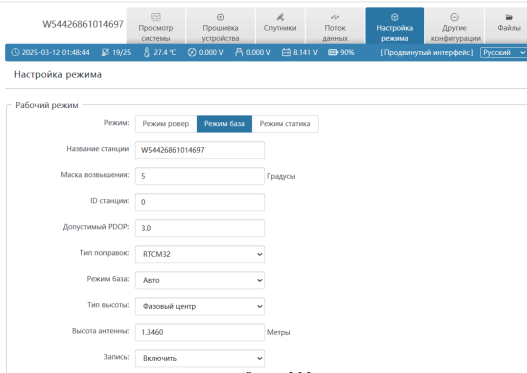 W54426861014697
Просмотр системы
Прошивка устройства
Спутники
Поток данных
Настройка режима
Другие конфигурации
Файлы
2025-03-12 01:48:44 19/25 27.4 ℃ 0.000 V 0.000 V 8.141 V 90% [Продвинутый интерфейс] Русский
Настройка режима
Рабочий режим
Режим: Режим ровер Режим база Режим статика
Название станции W54426861014697
Маска возвышения: 5 Градусы
ID станции: 0
Допустимый PDOP: 3.0
Тип поправок: RTCM32
Режим база: Авто
Тип высоты: Фазовый центр
Высота антенны: 1.3460 Метры
Запись: Включить